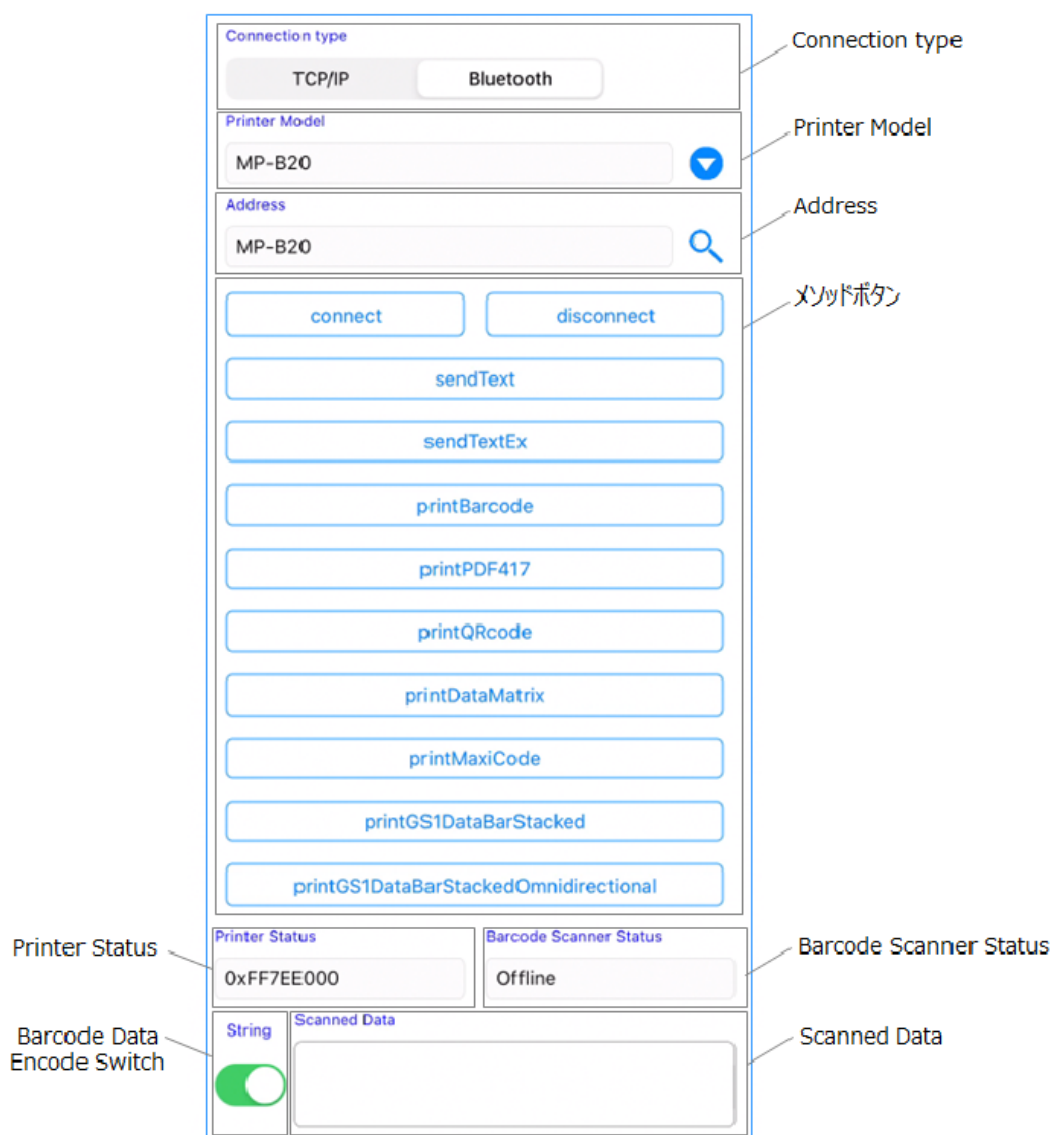 Connection type
TCP/IP Bluetooth
Connection type
Printer Model
MP-B20
Printer Model
Address
MP-B20
Address
メソッドボタン
connect disconnect
sendText
sendTextEx
printBarcode
printPDF417
printQRcode
printDataMatrix
printMaxiCode
printGS1DataBarStacked
printGS1DataBarStackedOmnidirectional
Printer Status
Printer Status
0xFF7EE000
Barcode Scanner Status
Offline
Barcode Scanner Status
Barcode Data
Encode Switch
String
Scanned Data
Scanned Data